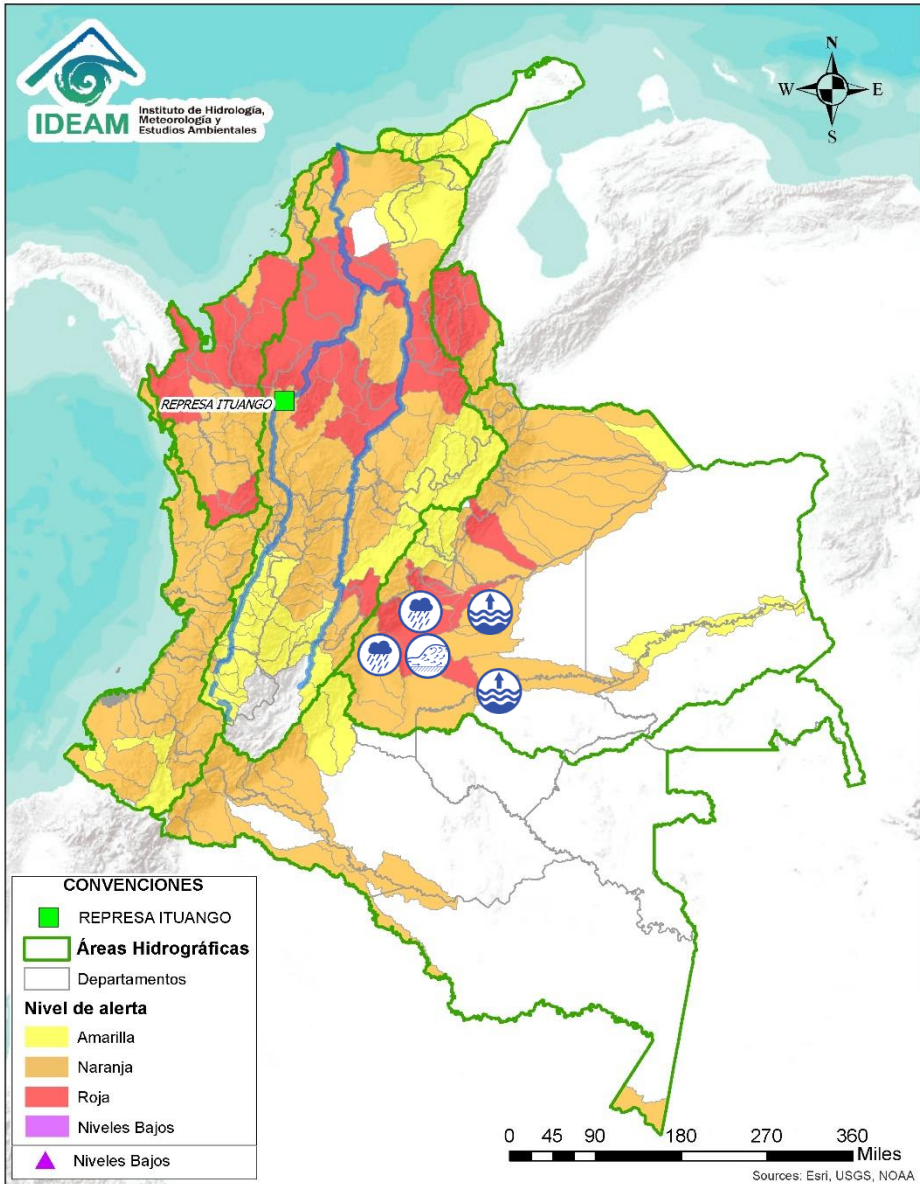 IDEAM
Instituto de Hidrología,
Meteorología y
Estudios Ambientales
N
W
E
S
REPRESA ITUANGO
CONVENCIONES
REPRESA ITUANGO
Áreas Hidrográficas
Departamentos
Nivel de alerta
Amarilla
Naranja
Roja
Niveles Bajos
Niveles Bajos
0 45 90 180 270 360
Miles
Sources: Esri, USGS, NOAA